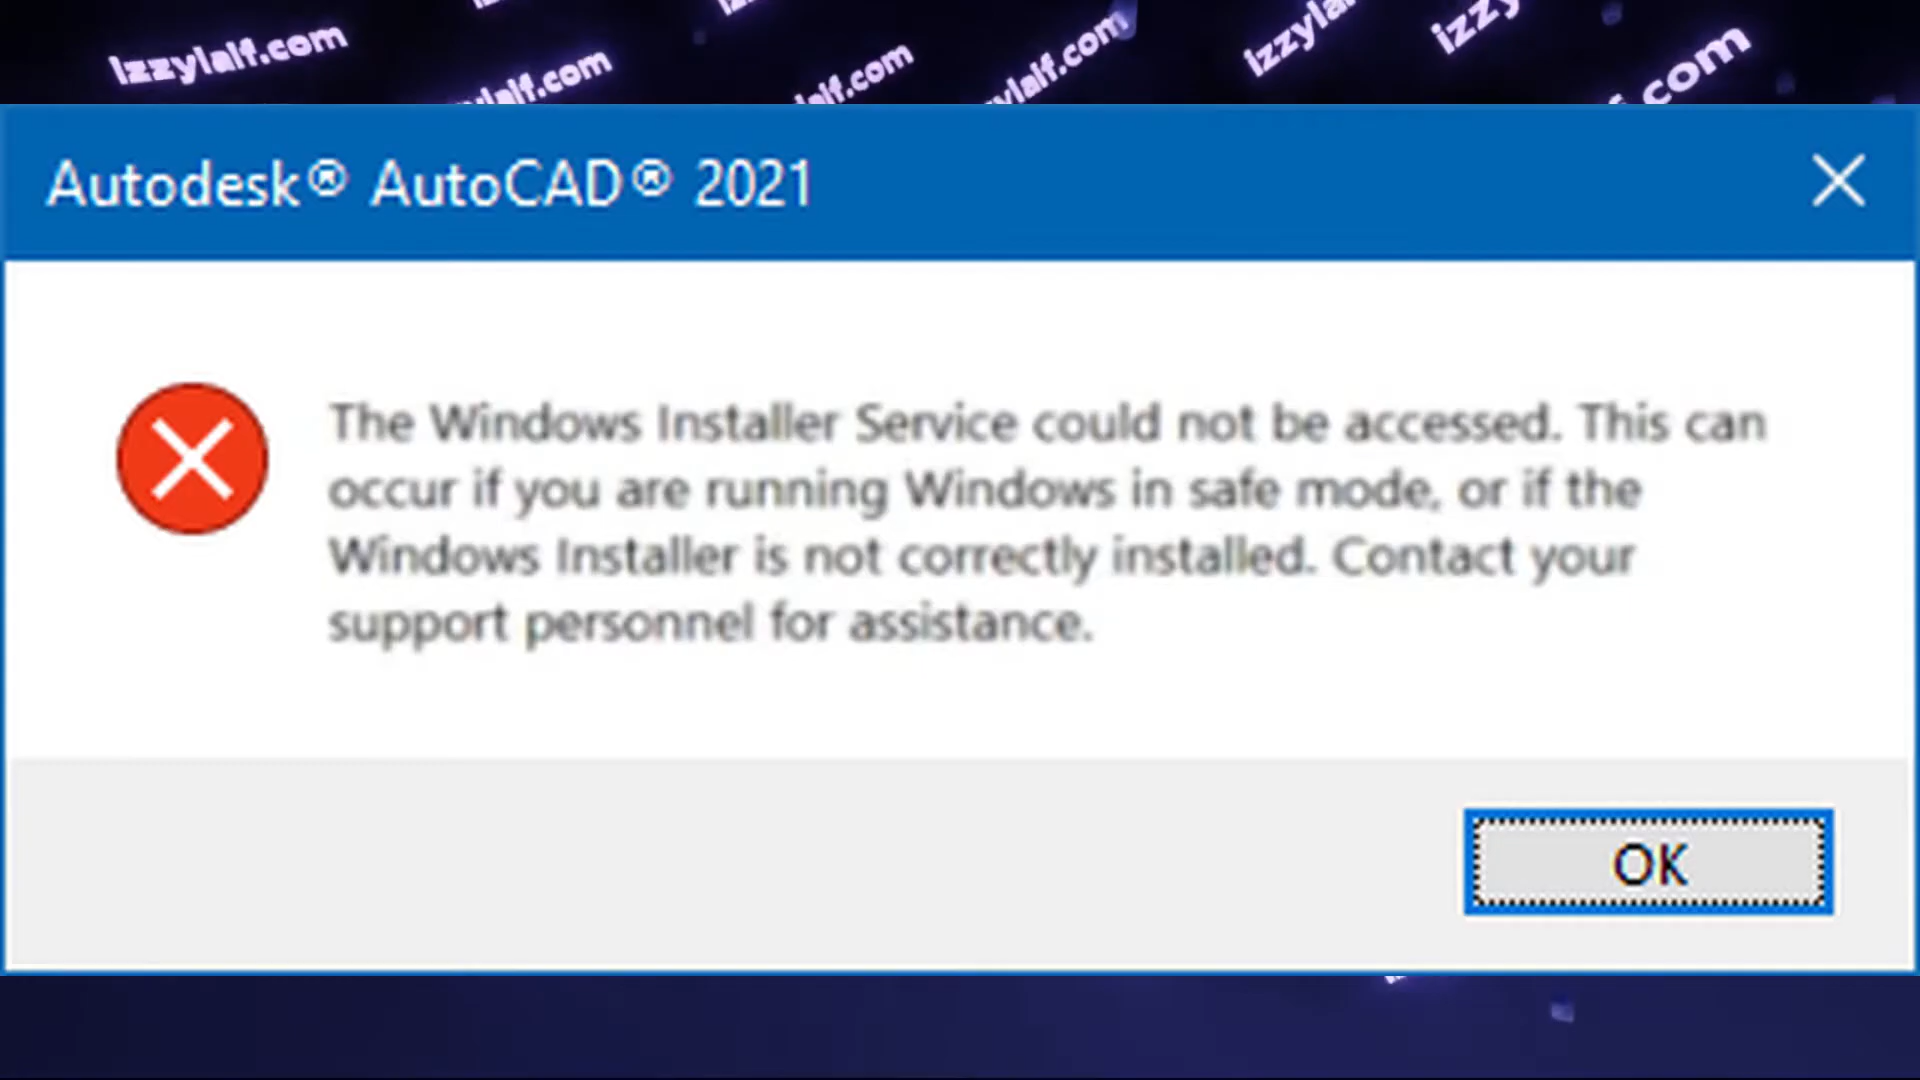 izzylaif.com
izzylaif.com
Autodesk® AutoCAD® 2021
The Windows Installer Service could not be accessed. This can
occur if you are running Windows in safe mode, or if the
Windows Installer is not correctly installed. Contact your
support personnel for assistance.
OK